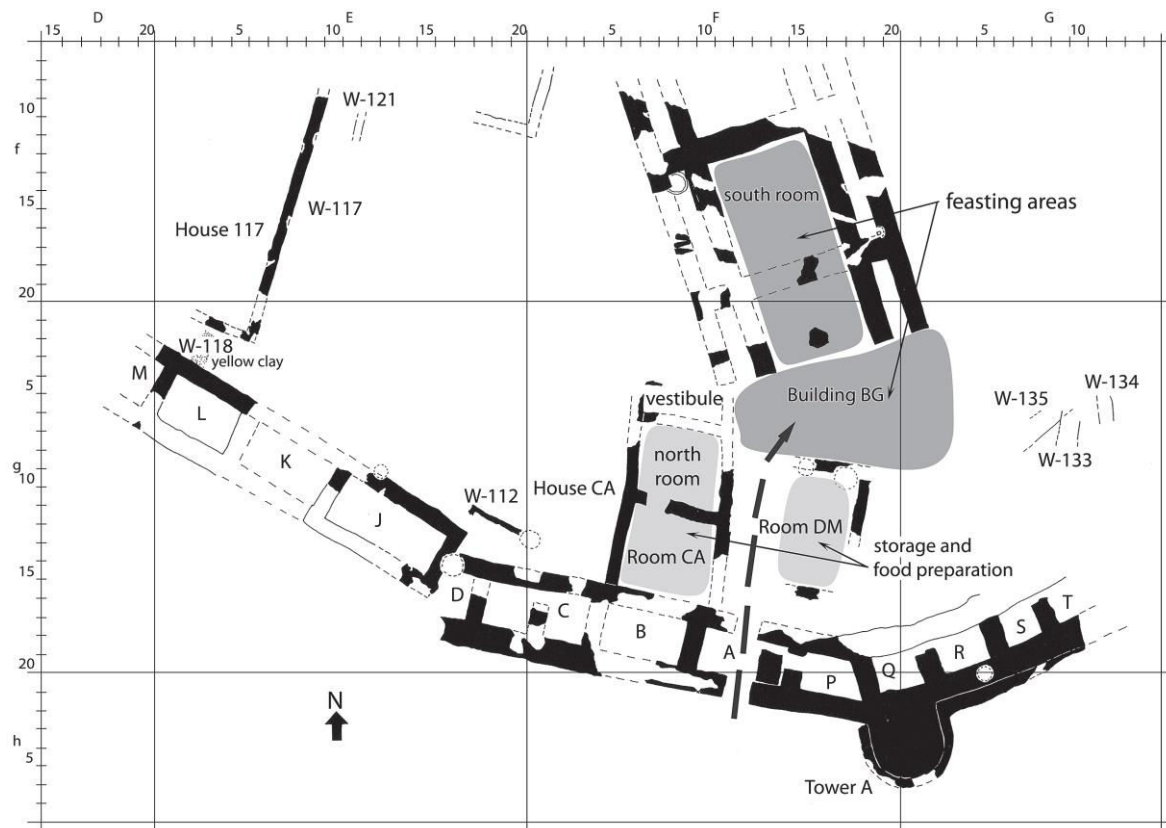 D E F G
15 20 5 10 15 20 5 10 15 20 5 10
10
f
15
20
5
g
10
15
20
h
5
W-121
W-117
House 117
south room
feasting areas
W-118
yellow clay
M
L
K
J
vestibule
Building BG
W-135
W-134
W-133
north
room
W-112
House CA
Room CA
Room DM
storage and
food preparation
D
C
B
A
P
Q
R
S
T
N
Tower A